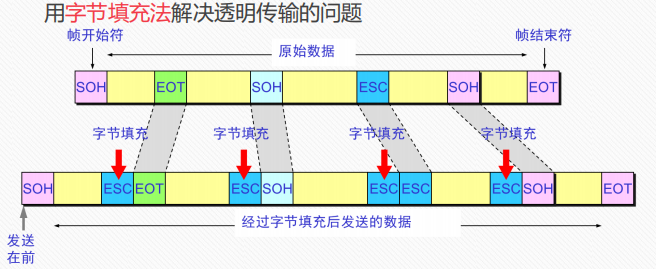 用字节填充法解决透明传输的问题
帧开始符
原始数据
帧结束符
SOH EOT SOH ESC SOH EOT
字节填充 字节填充 字节填充 字节填充
SOH ESC EOT ESC SOH ESC ESC ESC SOH EOT
经过字节填充后发送的数据
发送
在前